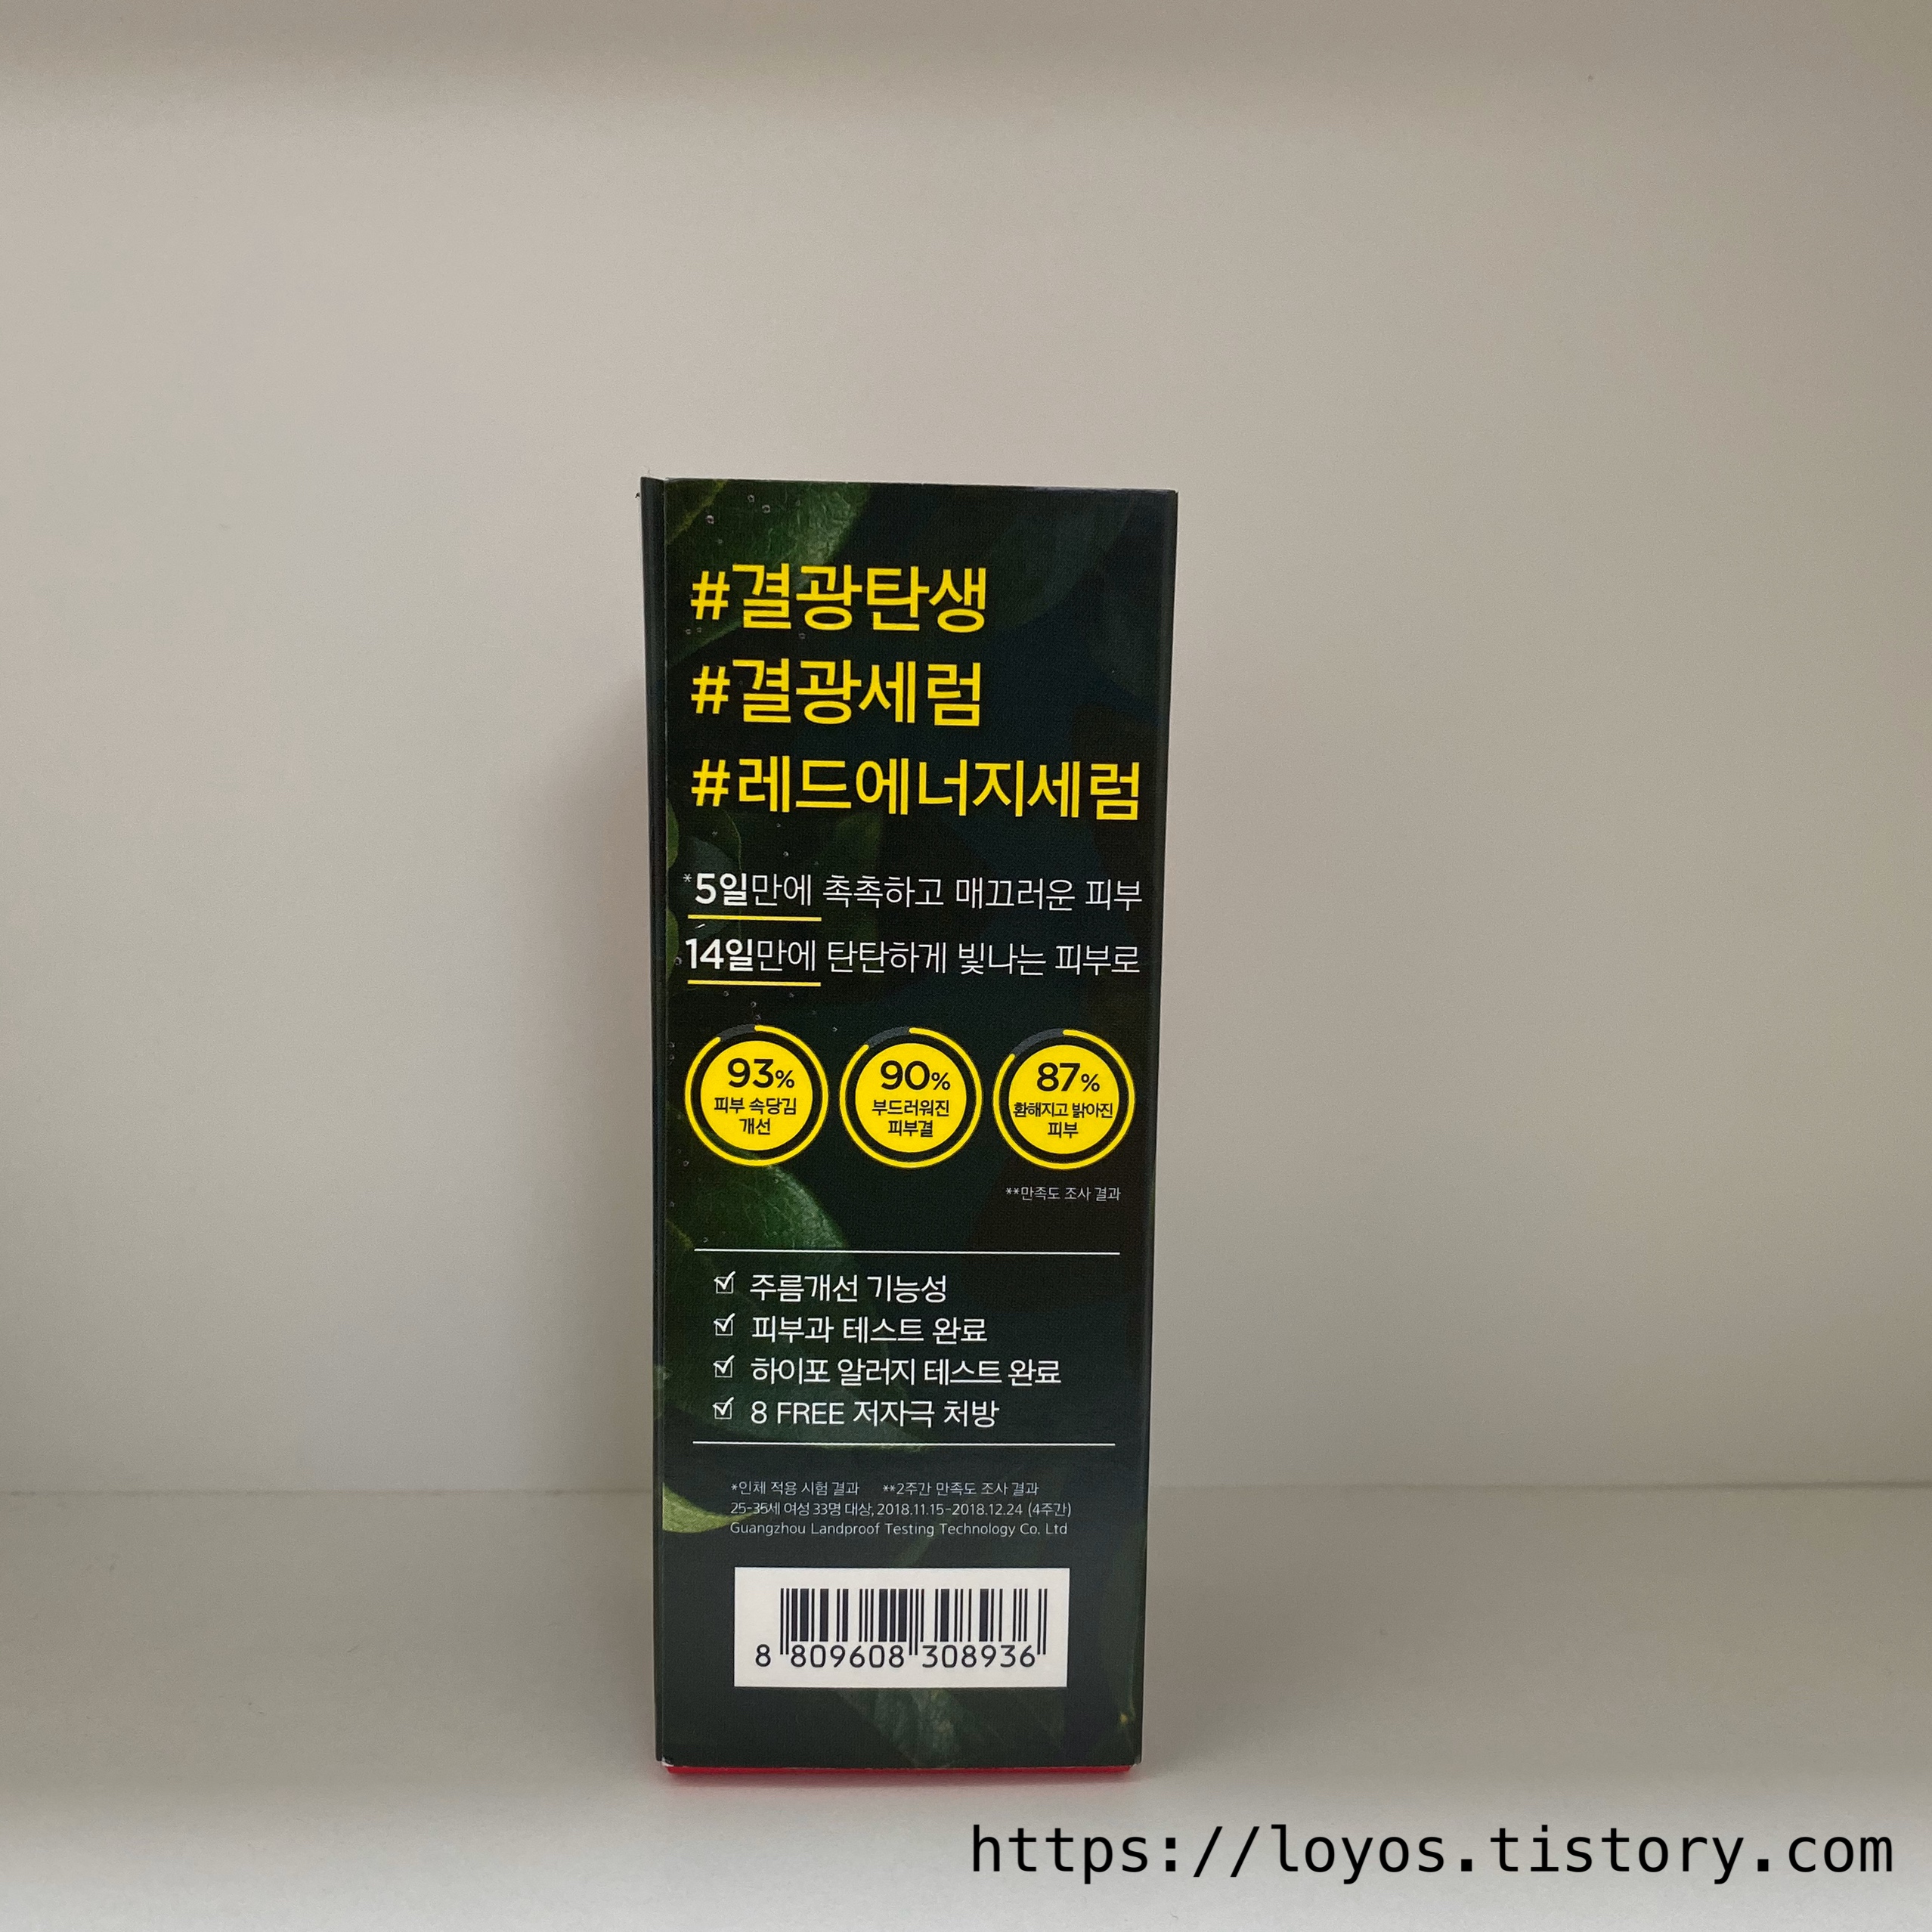 #결광탄생
#결광세럼
#레드에너지세럼
*5일만에 촉촉하고 매끄러운 피부
14일만에 탄탄하게 빛나는 피부로
93%
피부 속당김
개선
90%
부드러워진
피부결
87%
환해지고 밝아진
피부
**만족도 조사 결과
주름개선 기능성
피부과 테스트 완료
하이포 알러지 테스트 완료
8 FREE 저자극 처방
*인체 적용 시험 결과 **2주간 만족도 조사 결과
25-35세 여성 33명 대상, 2018.11.15-2018.12.24 (4주간)
Guangzhou Landproof Testing Technology Co. Ltd
8 809608 308936
https://loyos.tistory.com